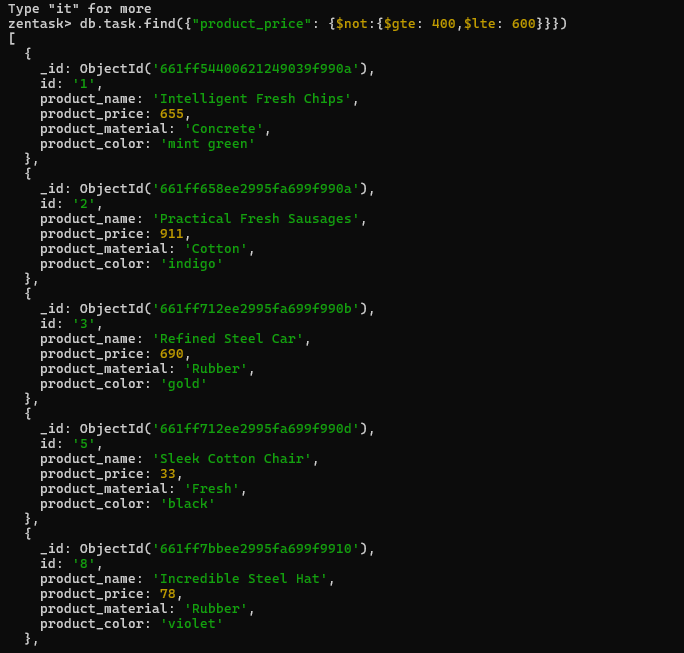 Type "it" for more
zentask> db.task.find({"product_price": {$not:{$gte: 400,$lte: 600}}})
[
  {
    _id: ObjectId('661ff54400621249039f990a'),
    id: '1',
    product_name: 'Intelligent Fresh Chips',
    product_price: 655,
    product_material: 'Concrete',
    product_color: 'mint green'
  },
  {
    _id: ObjectId('661ff658ee2995fa699f990a'),
    id: '2',
    product_name: 'Practical Fresh Sausages',
    product_price: 911,
    product_material: 'Cotton',
    product_color: 'indigo'
  },
  {
    _id: ObjectId('661ff712ee2995fa699f990b'),
    id: '3',
    product_name: 'Refined Steel Car',
    product_price: 690,
    product_material: 'Rubber',
    product_color: 'gold'
  },
  {
    _id: ObjectId('661ff712ee2995fa699f990d'),
    id: '5',
    product_name: 'Sleek Cotton Chair',
    product_price: 33,
    product_material: 'Fresh',
    product_color: 'black'
  },
  {
    _id: ObjectId('661ff7bbee2995fa699f9910'),
    id: '8',
    product_name: 'Incredible Steel Hat',
    product_price: 78,
    product_material: 'Rubber',
    product_color: 'violet'
  },